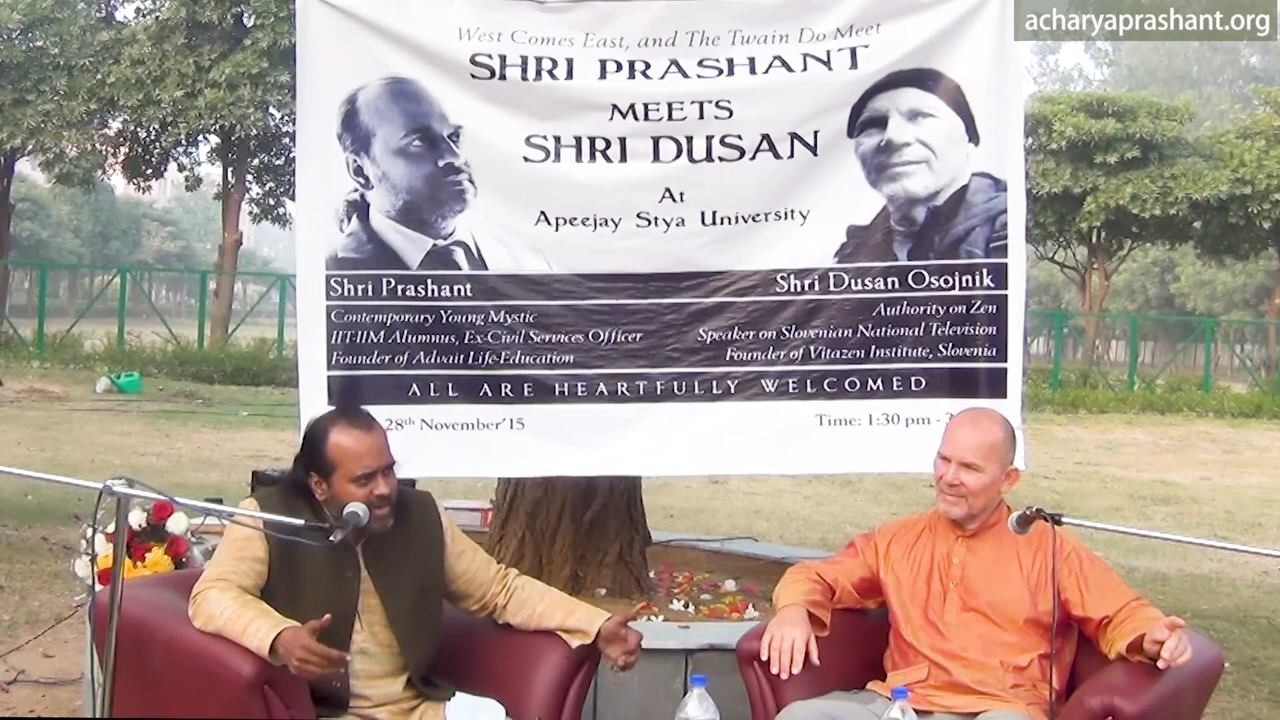 acharyaprashant.org
West Comes East, and The Twain Do Meet
SHRI PRASHANT
MEETS
SHRI DUSAN
At
Apeejay Stya University
Shri Prashant
Shri Dusan Osojnik
Contemporary Young Mystic
Authority on Zen
IIT-IIM Alumnus, Ex-Civil Services Officer
Speaker on Slovenian National Television
Founder of Advait Life-Education
Founder of Vitazen Institute, Slovenia
ALL ARE HEARTFULLY WELCOMED
28th November'15
Time: 1:30 pm -